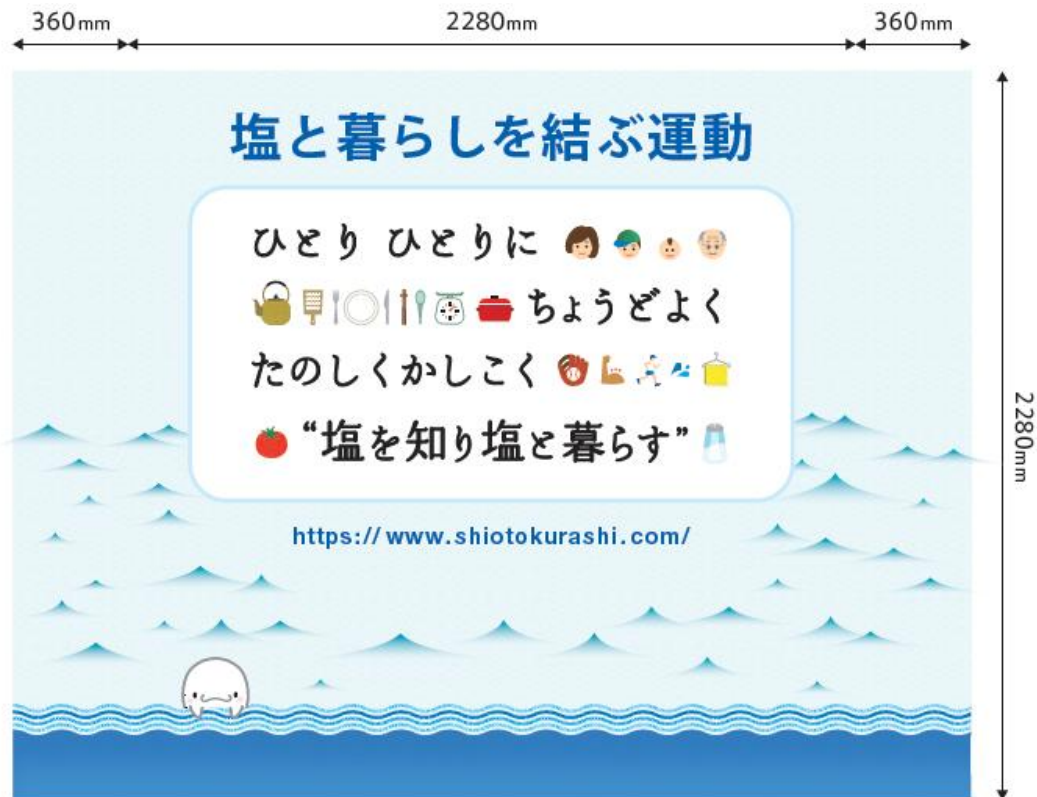 360mm 2280mm 360mm
塩と暮らしを結ぶ運動
ひとり ひとりに
ちょうどよく
たのしくかしこく
“塩を知り塩と暮らす”
https://www.shiotokurashi.com/
2280mm